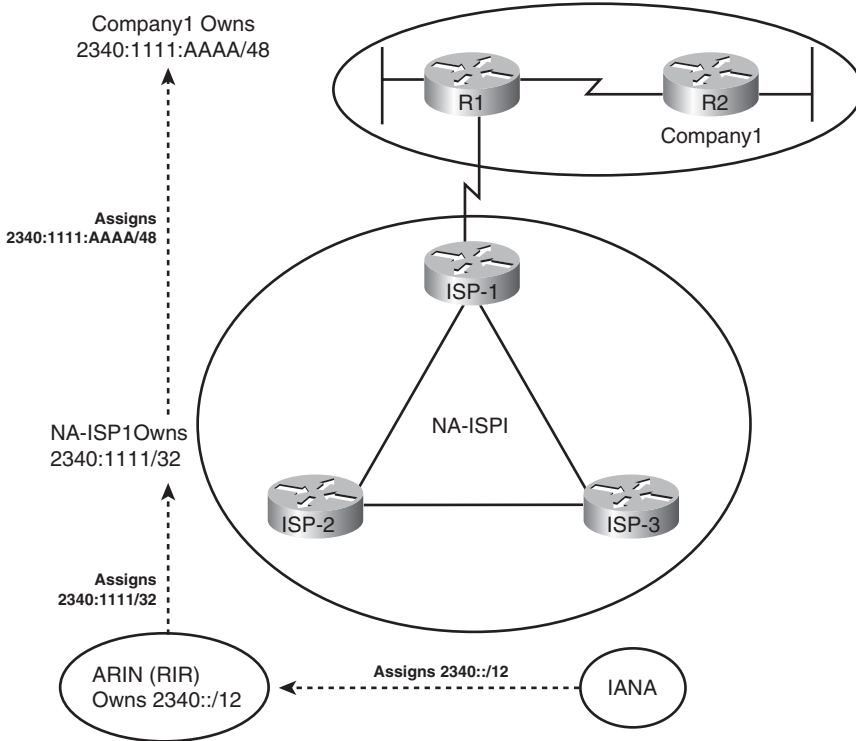 Company1 Owns
2340:1111:AAAA/48
R1
R2
Company1
Assigns
2340:1111:AAAA/48
ISP-1
NA-ISP1Owns
2340:1111/32
NA-ISPI
ISP-2
ISP-3
Assigns
2340:1111/32
ARIN (RIR)
Owns 2340::/12
Assigns 2340::/12
IANA